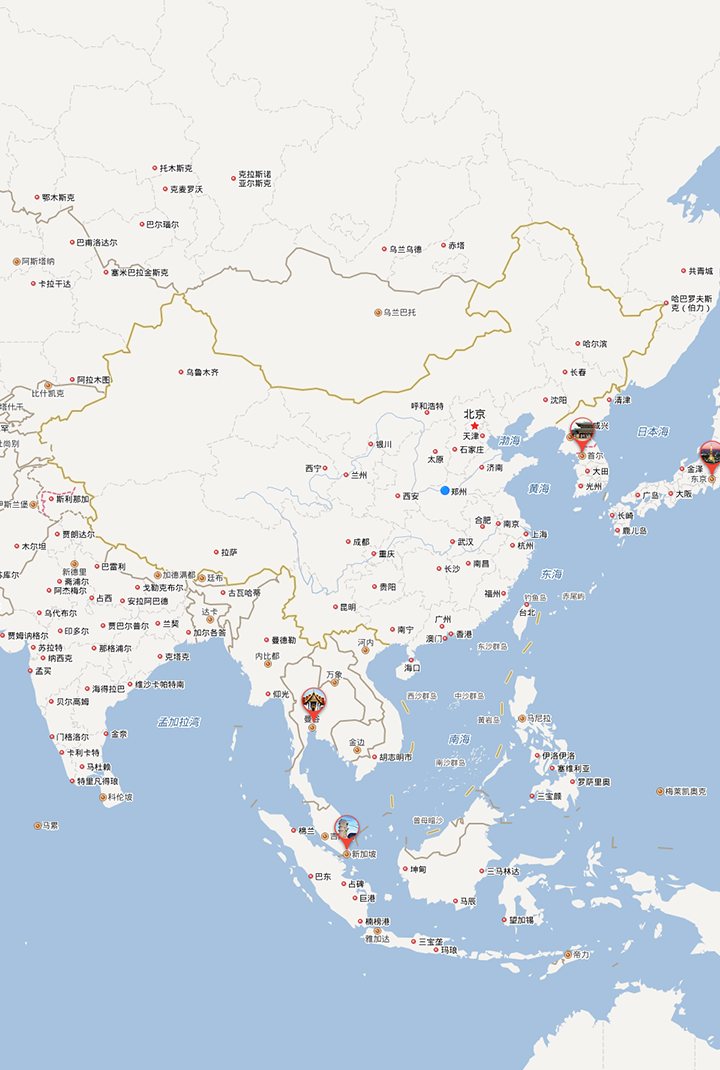 托木斯克
克拉斯诺
亚尔斯克
克麦罗沃
鄂木斯克
巴尔瑙尔
巴甫洛达尔
乌兰乌德
赤塔
阿斯塔纳
塞米巴拉金斯克
共青城
卡拉干达
哈巴罗夫斯
克（伯力）
乌兰巴托
哈尔滨
乌鲁木齐
长春
阿拉木图
比什凯克
塔什干
呼和浩特
北京
沈阳
清津
咸兴
天津
渤海
日本海
银川
太原
石家庄
首尔
西宁
兰州
济南
大田
金泽
东京
斯利那加
伊斯兰堡
西安
郑州
黄海
光州
广岛
大阪
长崎
贾朗达尔
合肥
南京
鹿儿岛
木尔坦
拉萨
成都
武汉
上海
重庆
杭州
新德里
巴雷利
加德满都
廷布
长沙
南昌
东海
斋浦尔
阿杰梅尔
戈勒克布尔
古瓦哈蒂
贵阳
占西
安拉阿巴德
福州
钓鱼岛
赤尾屿
乌代布尔
达卡
昆明
台北
贾姆纳格尔
印多尔
贾巴尔普尔
兰契
加尔各答
曼德勒
南宁
广州
香港
澳门
苏拉特
那格浦尔
河内
东沙群岛
纳西克
克塔克
内比都
海口
孟买
万象
海得拉巴
维沙卡帕特南
仰光
西沙群岛
中沙群岛
贝尔高姆
孟加拉湾
曼谷
黄岩岛
马尼拉
门格洛尔
金奈
金边
南海
卡利卡特
胡志明市
伊洛伊洛
马杜赖
南沙群岛
塞维利亚
特里凡得琅
罗萨里奥
科伦坡
三宝颜
梅莱凯奥克
马累
棉兰
曾母暗沙
新加坡
坤甸
三马林达
巴东
占碑
巨港
马辰
楠榜港
望加锡
雅加达
三宝垄
玛琅
帝力